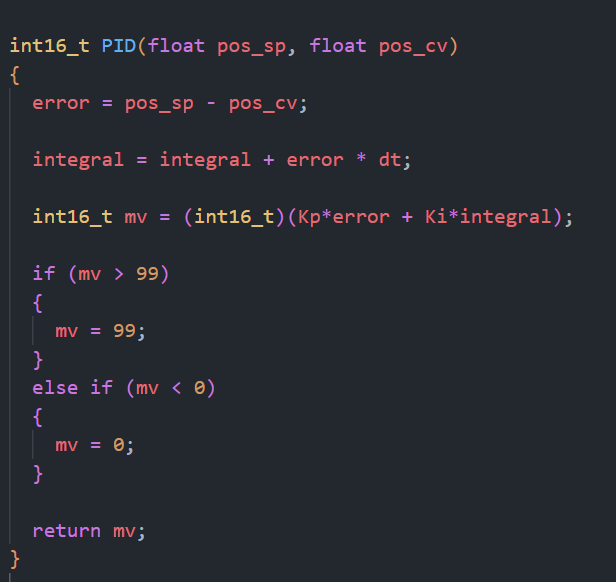 int16_t PID(float pos_sp, float pos_cv)
{
  error = pos_sp - pos_cv;
  integral = integral + error * dt;
  int16_t mv = (int16_t)(Kp*error + Ki*integral);
  if (mv > 99)
  {
    mv = 99;
  }
  else if (mv < 0)
  {
    mv = 0;
  }
  return mv;
}